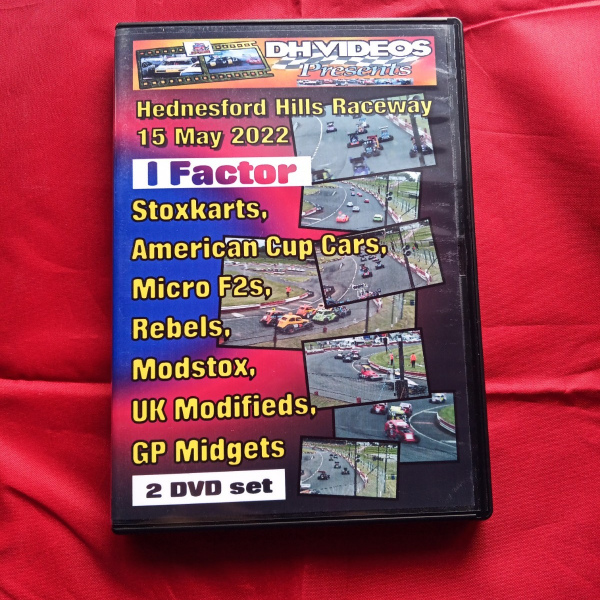 DH-VIDEOS
Presents
Hednesford Hills Raceway
15 May 2022
I Factor
Stoxkarts,
American Cup Cars,
Micro F2s,
Rebels,
Modstox,
UK Modifieds,
GP Midgets
2 DVD set